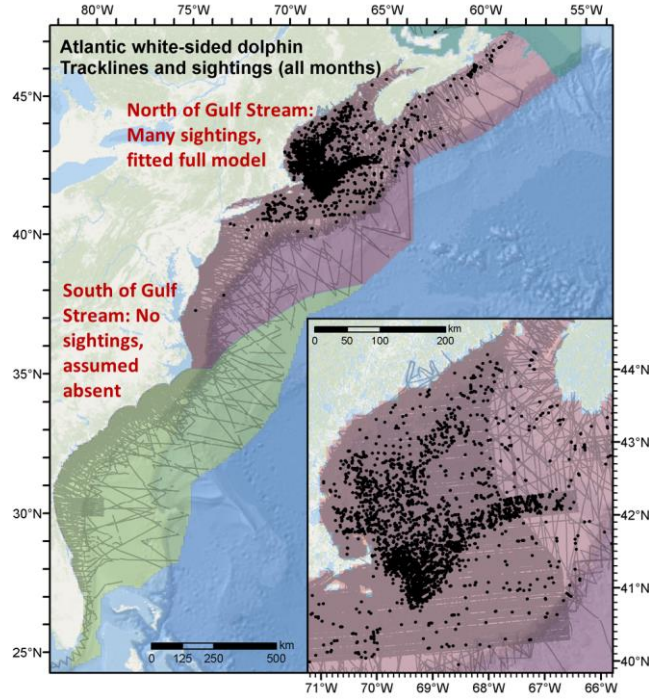 80°W 75°W 70°W 65°W 60°W 55°W
Atlantic white-sided dolphin
Tracklines and sightings (all months)
45°N
North of Gulf Stream:
Many sightings,
fitted full model
40°N
South of Gulf
Stream: No
sightings,
assumed
absent
35°N
30°N
25°N
km
0 125 250 500
km
0 50 100 200
44°N
43°N
42°N
41°N
40°N
71°W 70°W 69°W 68°W 67°W 66°W